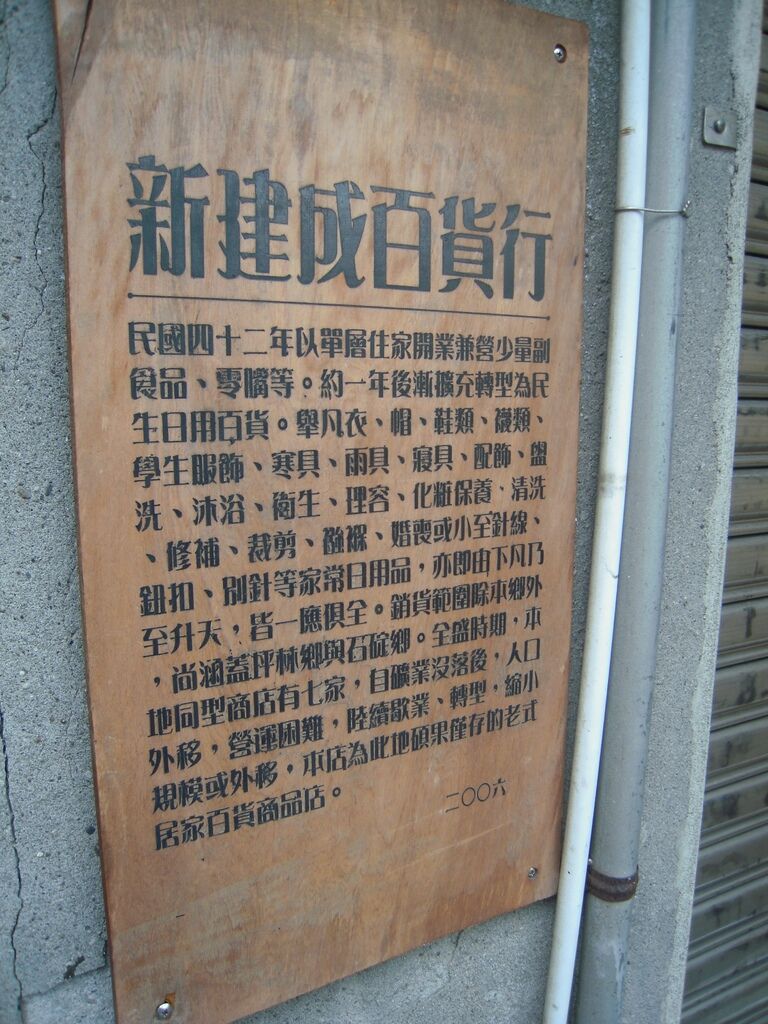 新建成百貨行
民國四十二年以單層住家開業兼營少量副
食品、零嘴等。約一年後漸擴充轉型為民
生日用百貨。舉凡衣、帽、鞋類、襪類、
學生服飾、寒具、雨具、寢具、配飾、盥
洗、沐浴、衛生、理容、化粧保養、清洗
、修補、裁剪、襁褓、婚喪或小至針線、
鈕扣、別針等家常日用品，亦即由下凡乃
至升天，皆一應俱全。銷貨範圍除本鄉外
，尚涵蓋坪林鄉與石碇鄉。全盛時期，本
地同型商店有七家，自礦業沒落後，人口
外移，營運困難，陸續歇業、轉型，縮小
規模或外移，本店為此地碩果僅存的老式
居家百貨商品店。
二〇〇六